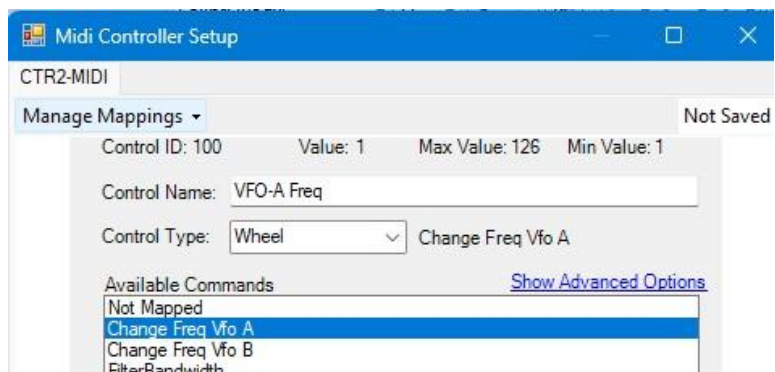 Midi Controller Setup
CTR2-MIDI
Manage Mappings
Not Saved
Control ID: 100 Value: 1 Max Value: 126 Min Value: 1
Control Name: VFO-A Freq
Control Type: Wheel Change Freq Vfo A
Available Commands Show Advanced Options
Not Mapped
Change Freq Vfo A
Change Freq Vfo B
FilterBandwidth